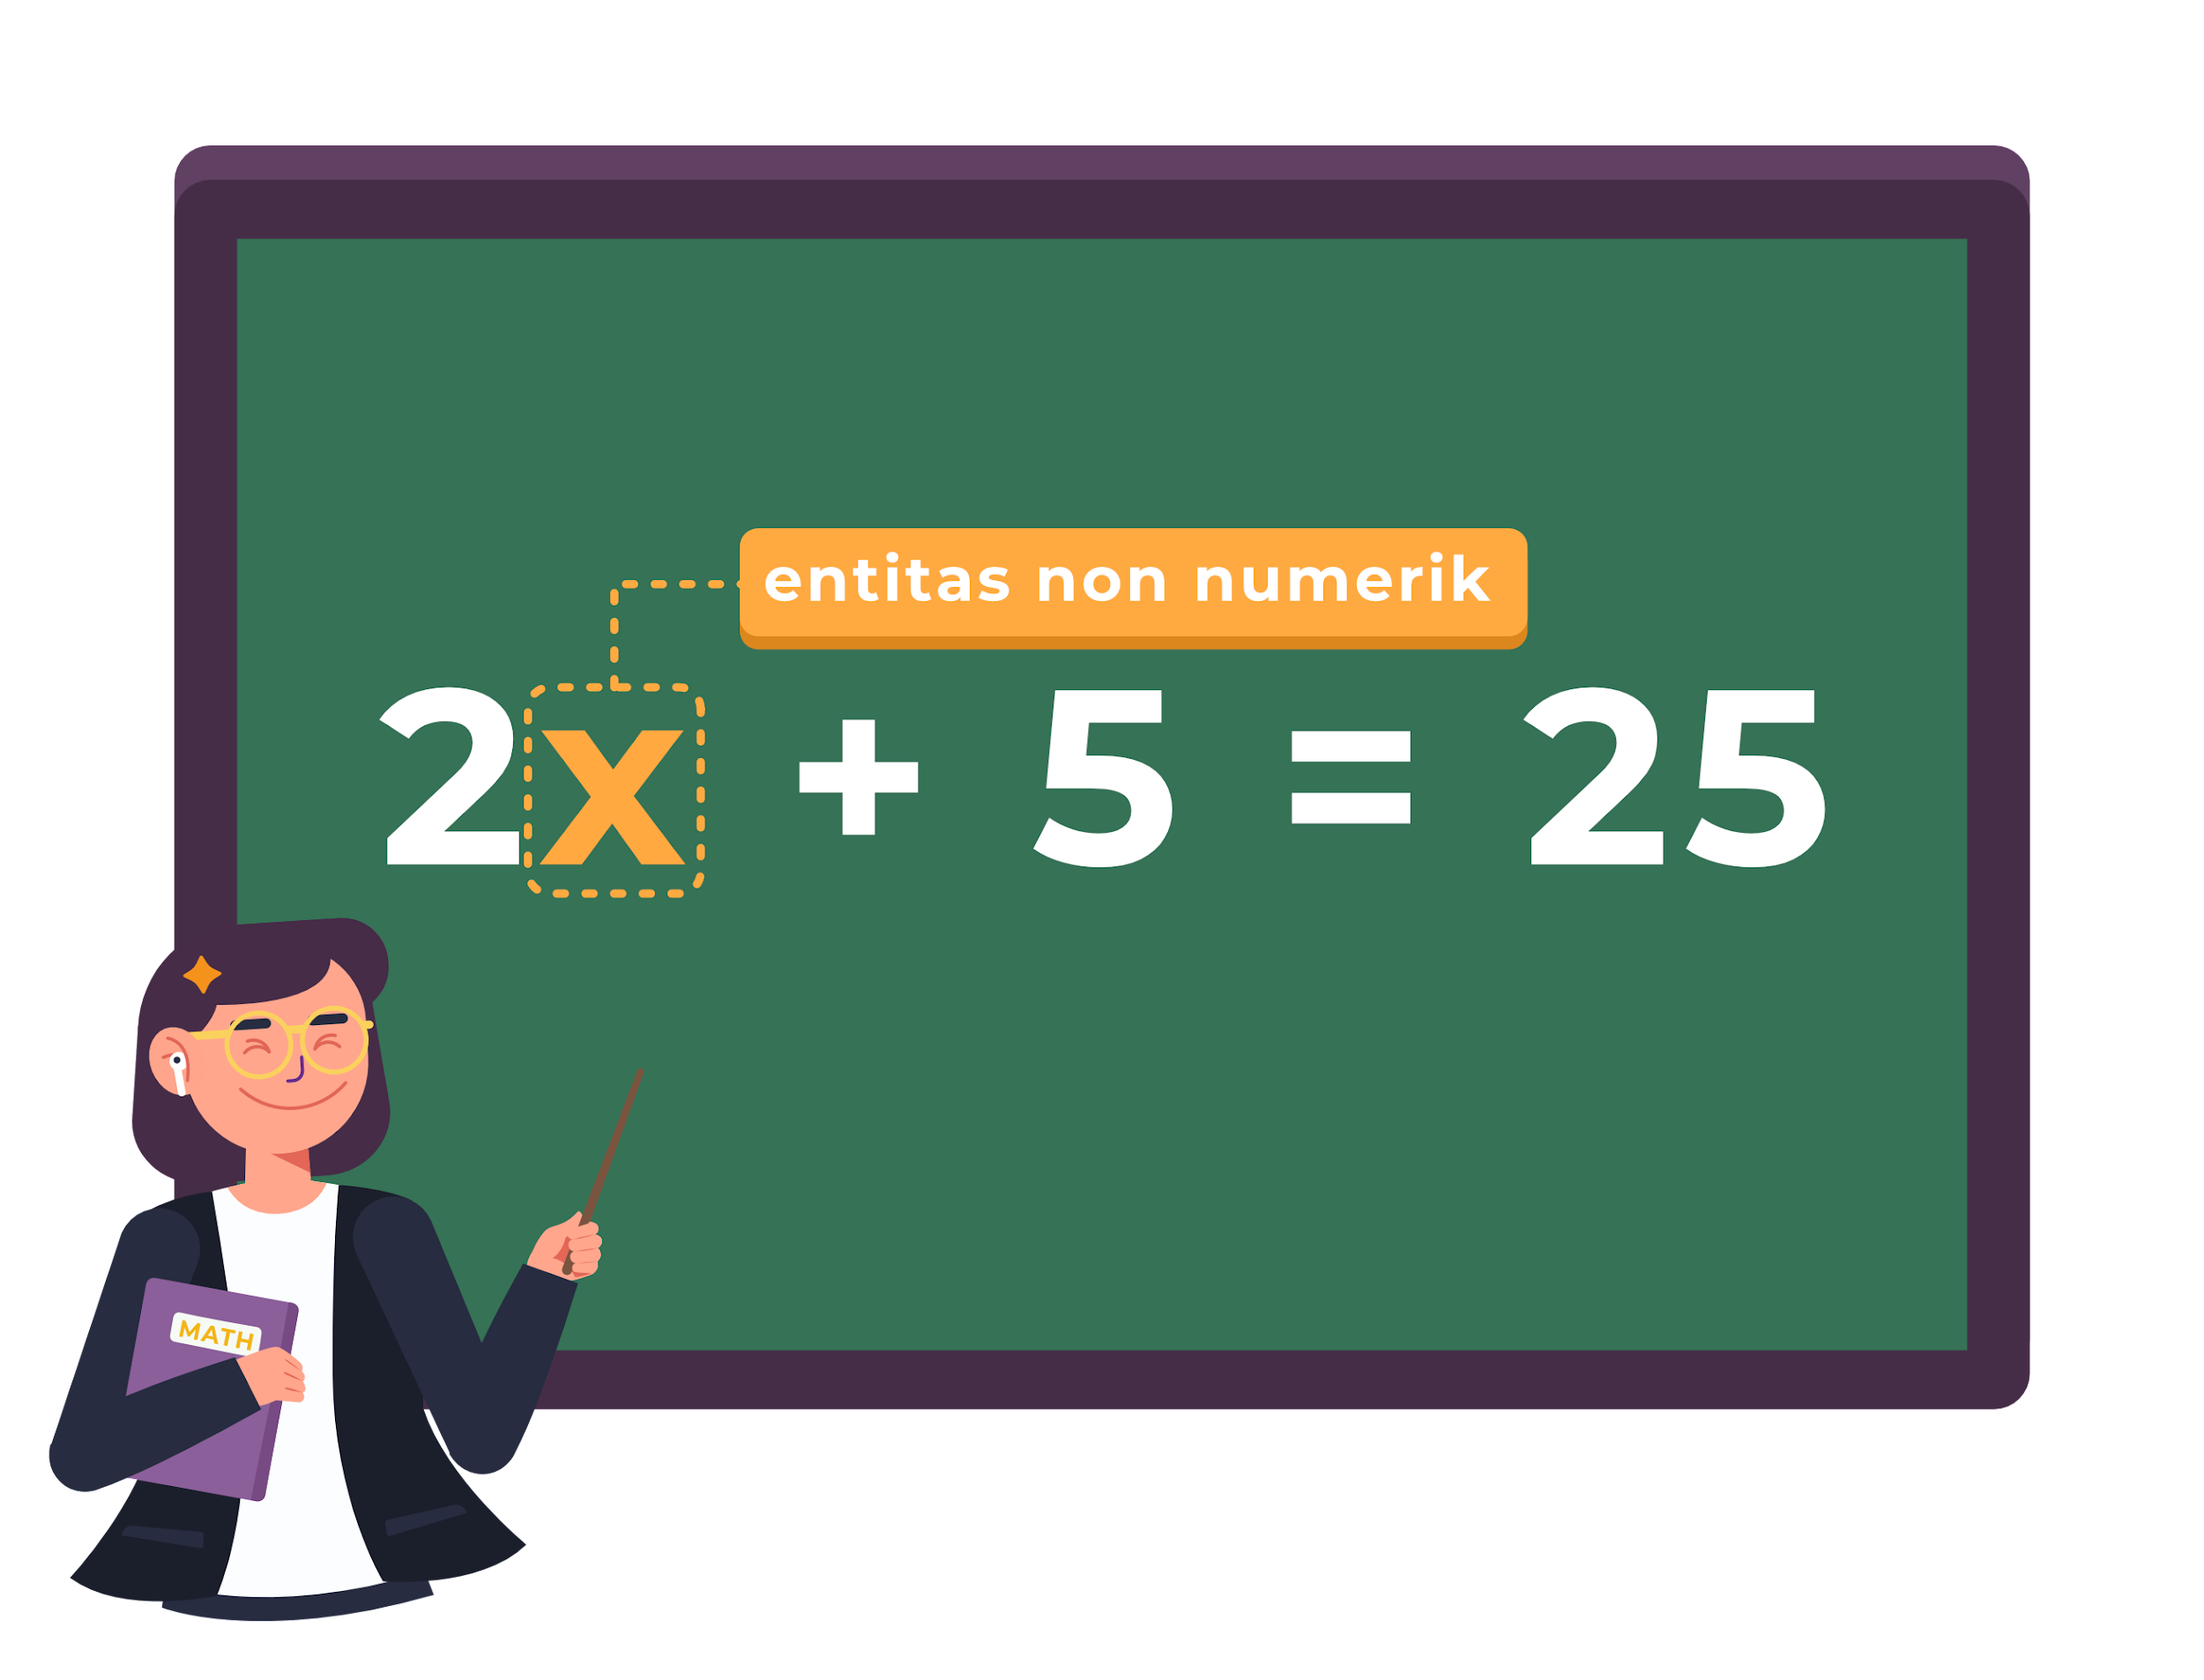 entitas non numerik
2x + 5 = 25
MATH